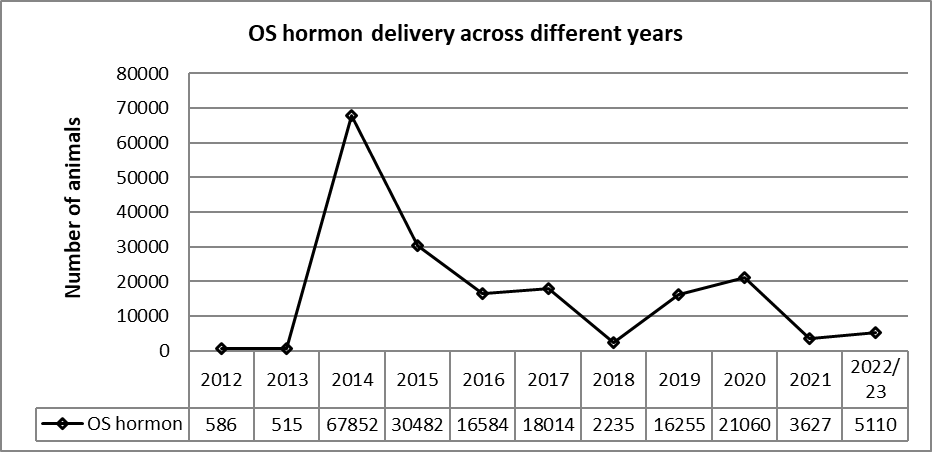 OS hormon delivery across different years
Number of animals
80000
70000
60000
50000
40000
30000
20000
10000
0
2012 2013 2014 2015 2016 2017 2018 2019 2020 2021 2022/
23
OS hormon 586 515 67852 30482 16584 18014 2235 16255 21060 3627 5110